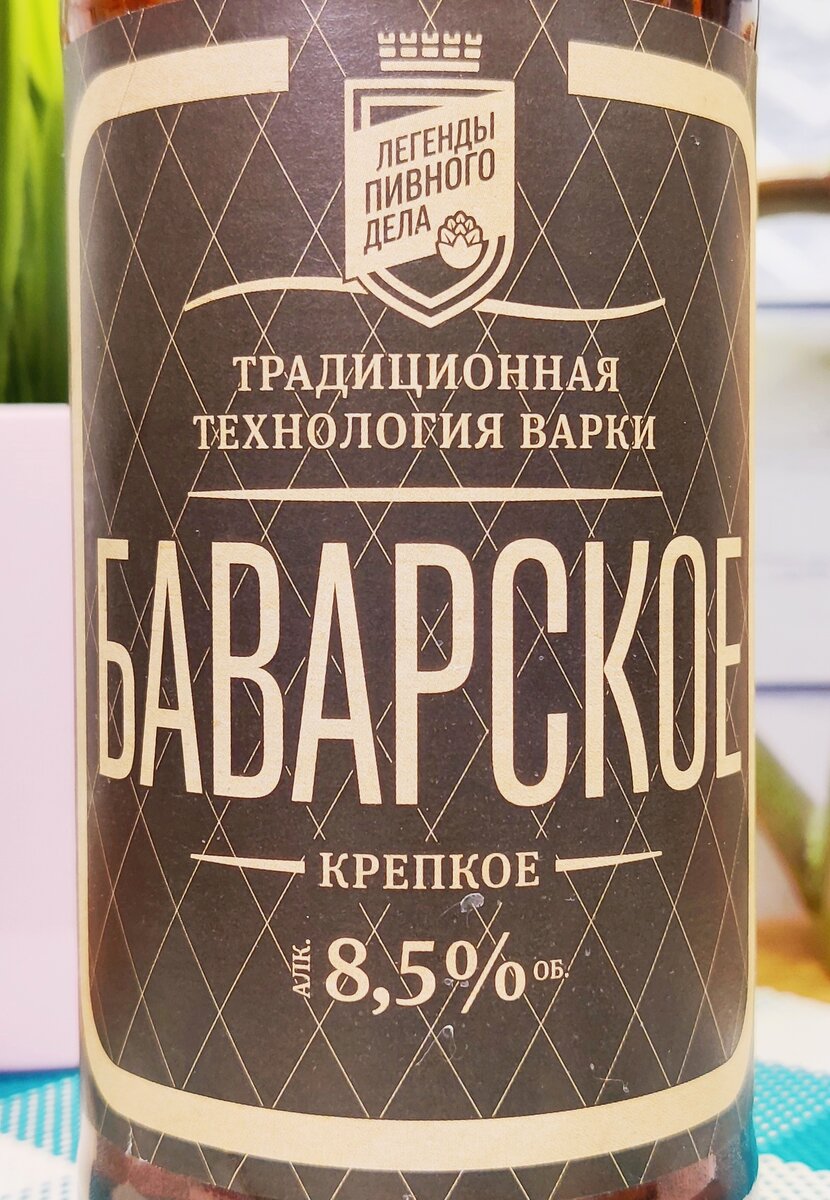 ЛЕГЕНДЫ
ПИВНОГО
ДЕЛА
ТРАДИЦИОННАЯ
ТЕХНОЛОГИЯ ВАРКИ
БАВАРСКОЕ
КРЕПКОЕ
АЛК. 8,5% ОБ.